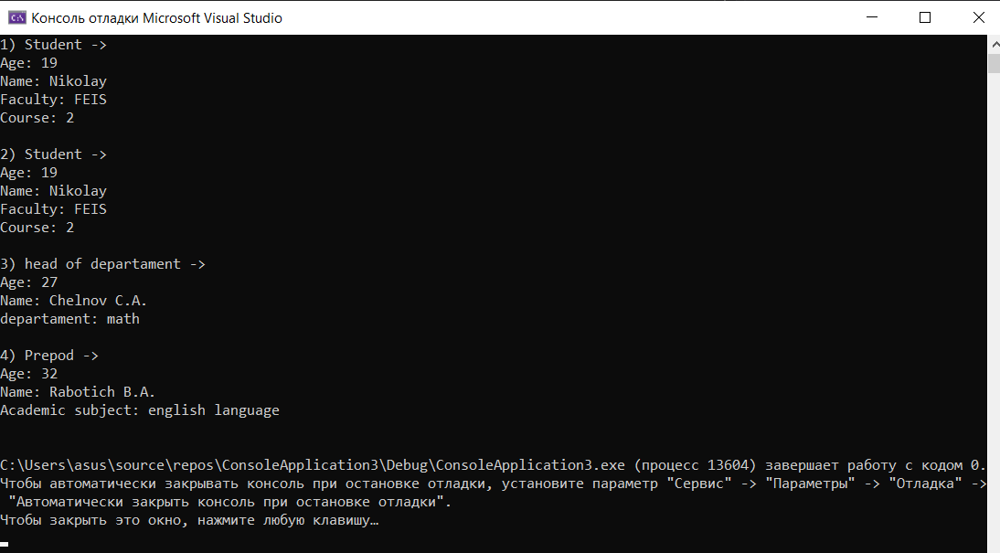 Консоль отладки Microsoft Visual Studio
1) Student ->
Age: 19
Name: Nikolay
Faculty: FEIS
Course: 2
2) Student ->
Age: 19
Name: Nikolay
Faculty: FEIS
Course: 2
3) head of departament ->
Age: 27
Name: Chelnov C.A.
departament: math
4) Prepod ->
Age: 32
Name: Rabotich B.A.
Academic subject: english language
C:\Users\asus\source\repos\ConsoleApplication3\Debug\ConsoleApplication3.exe (процесс 13604) завершает работу с кодом 0.
Чтобы автоматически закрывать консоль при остановке отладки, установите параметр "Сервис" -> "Параметры" -> "Отладка" ->
"Автоматически закрыть консоль при остановке отладки".
Чтобы закрыть это окно, нажмите любую клавишу…